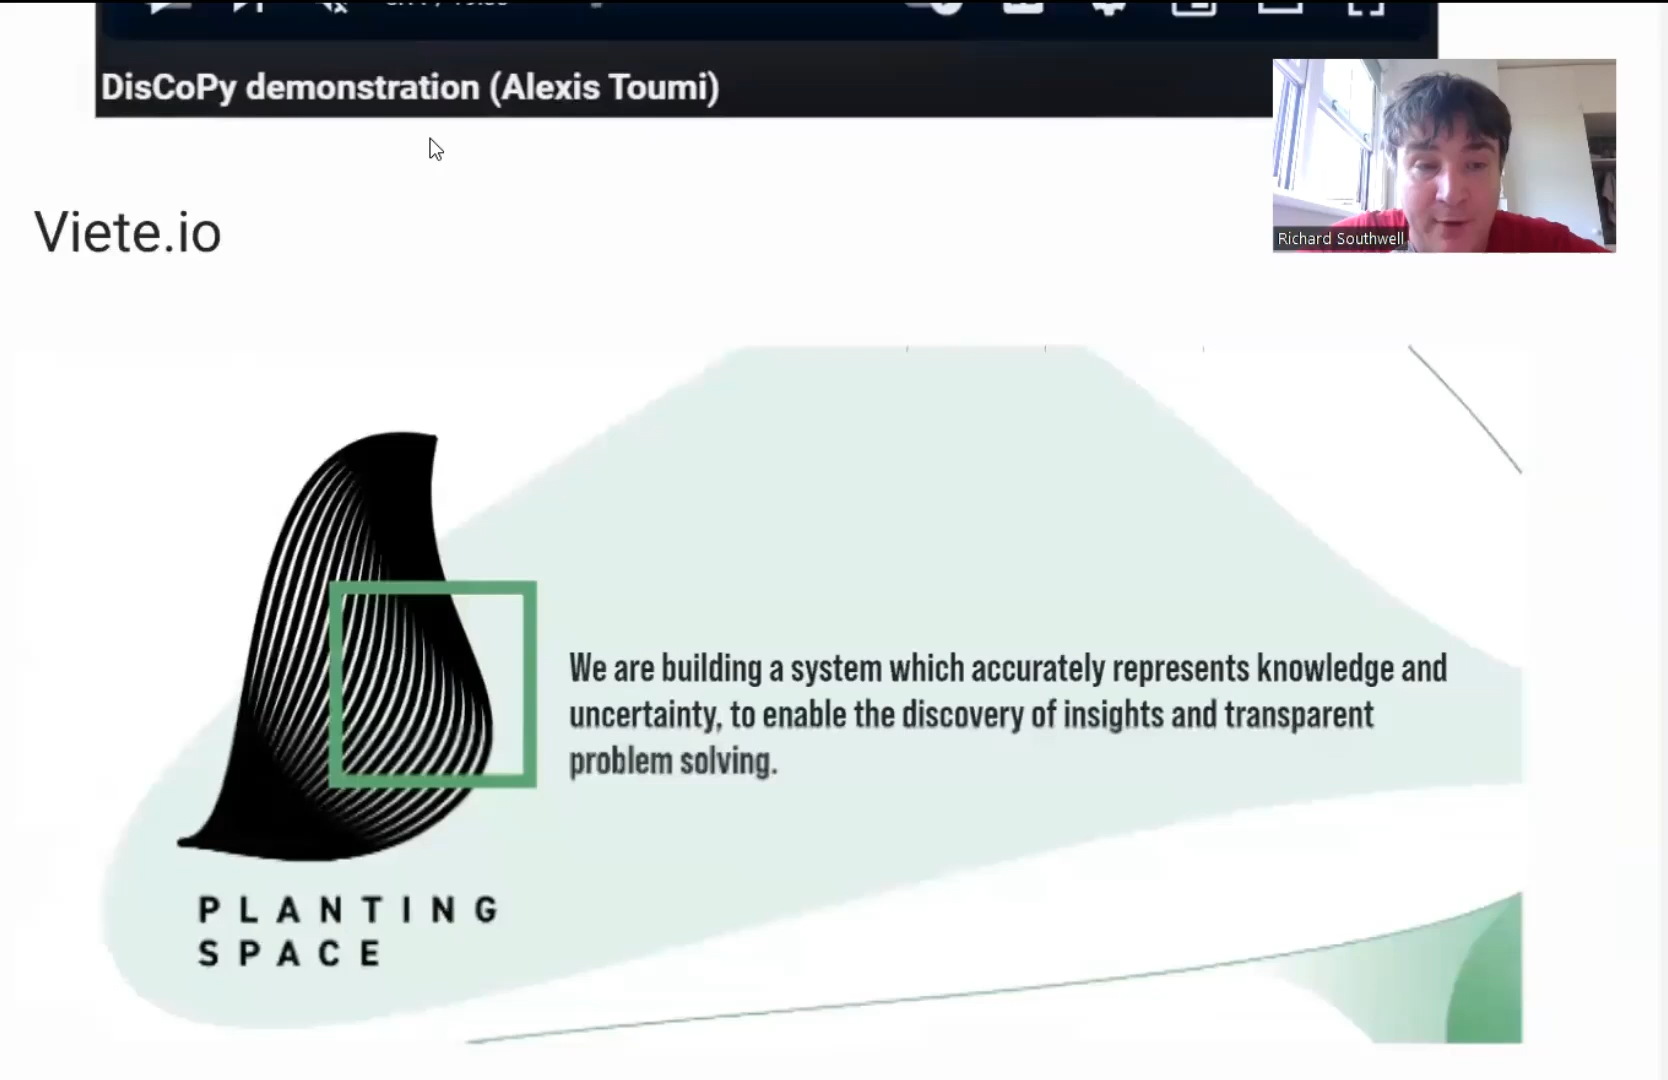 DisCoPy demonstration (Alexis Toumi)
Richard Southwell
Viete.io
We are building a system which accurately represents knowledge and
uncertainty, to enable the discovery of insights and transparent
problem solving.
PLANTING
SPACE